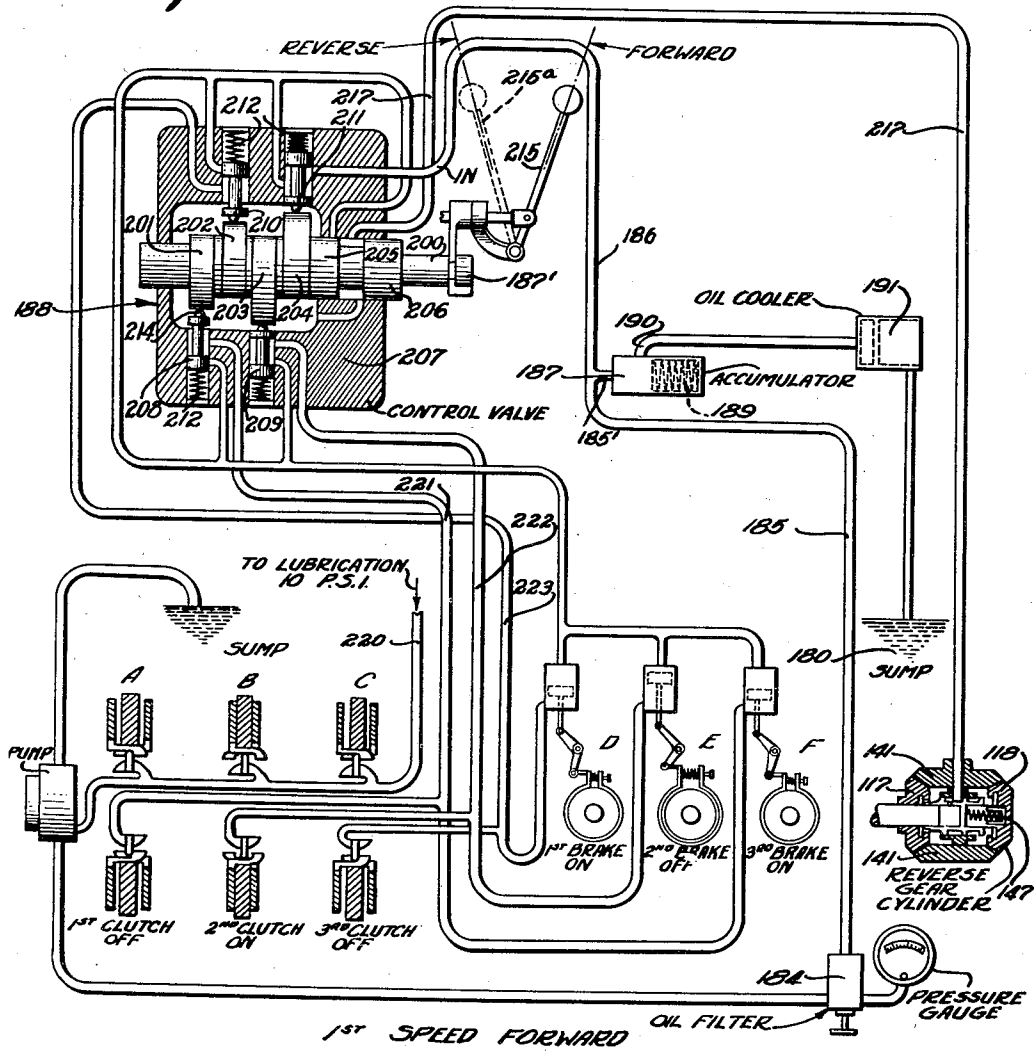 REVERSE
FORWARD
216ª
217
212
211
IN
215
217
210
202
201
200
205
187'
186
203
204
206
188
214
207
OIL COOLER
191
190
187
ACCUMULATOR
189
185'
208
212
209
CONTROL VALVE
221
222
223
185
TO LUBRICATION
10 P.S.I.
220
SUMP
180
SUMP
A
B
C
PUMP
D
E
F
141
118
117
141
147
REVERSE
GEAR
CYLINDER
1ST BRAKE
ON
2ND BRAKE
OFF
3RD BRAKE
ON
1ST CLUTCH
OFF
2ND CLUTCH
ON
3RD CLUTCH
OFF
184
PRESSURE
GAUGE
OIL FILTER
1ST SPEED FORWARD